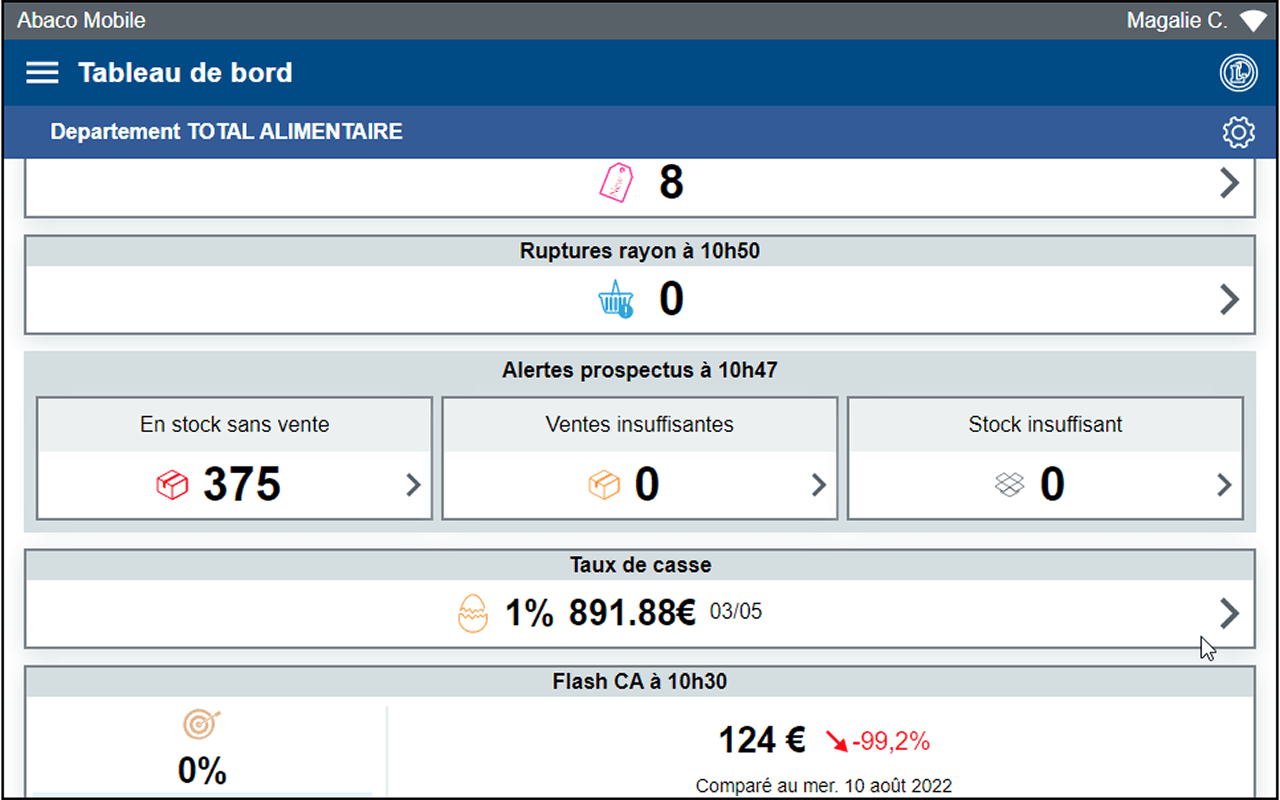 Abaco Mobile
Magalie C.
Tableau de bord
Departement TOTAL ALIMENTAIRE
New 8
Ruptures rayon à 10h50
0
Alertes prospectus à 10h47
En stock sans vente
Ventes insuffisantes
Stock insuffisant
375
0
0
Taux de casse
1% 891.88€ 03/05
Flash CA à 10h30
124 € -99,2%
0%
Comparé au mer. 10 août 2022